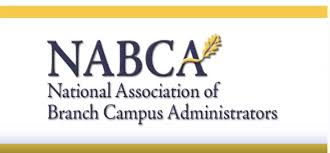 NABCA
National Association of
Branch Campus Administrators